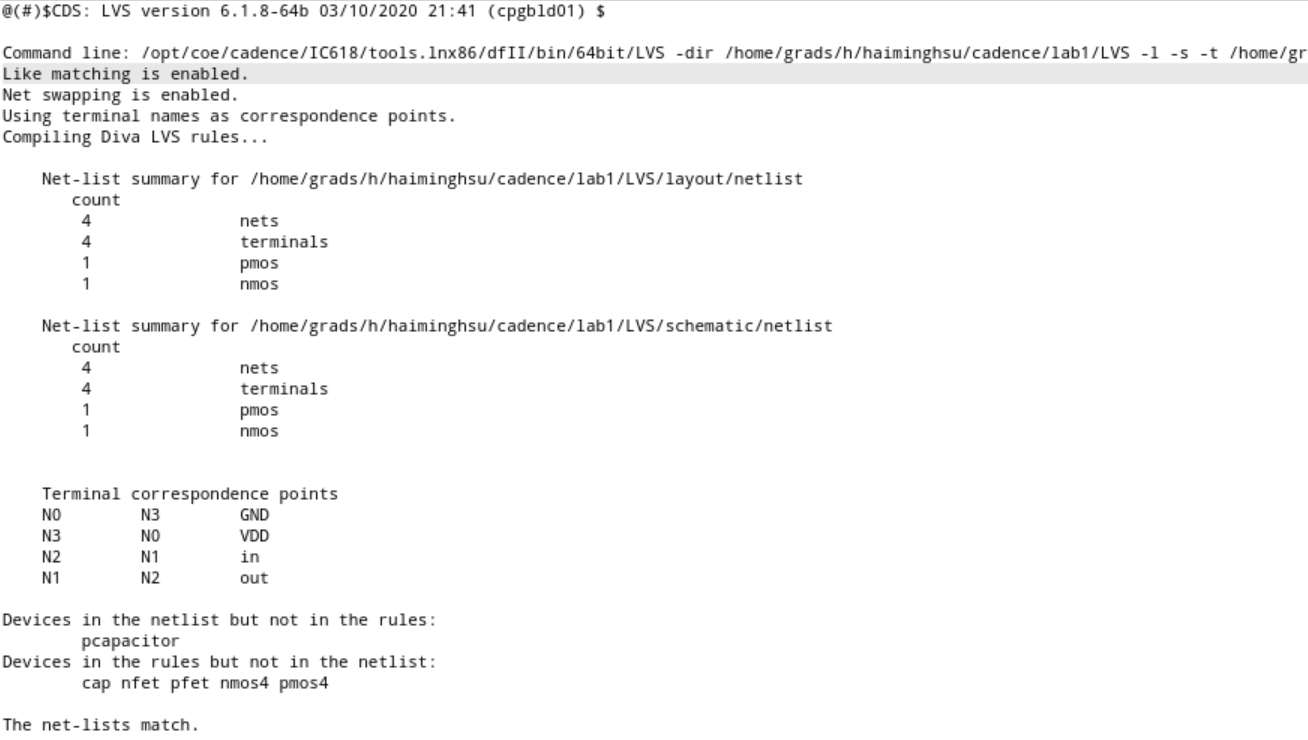 @(#)$CDS: LVS version 6.1.8-64b 03/10/2020 21:41 (cpgbld01) $
Command line: /opt/coe/cadence/IC618/tools.lnx86/dfII/bin/64bit/LVS -dir /home/grads/h/haiminghsu/cadence/lab1/LVS -l -s -t /home/gr
Like matching is enabled.
Net swapping is enabled.
Using terminal names as correspondence points.
Compiling Diva LVS rules...
Net-list summary for /home/grads/h/haiminghsu/cadence/lab1/LVS/layout/netlist
count
4 nets
4 terminals
1 pmos
1 nmos
Net-list summary for /home/grads/h/haiminghsu/cadence/lab1/LVS/schematic/netlist
count
4 nets
4 terminals
1 pmos
1 nmos
Terminal correspondence points
N0 N3 GND
N3 N0 VDD
N2 N1 in
N1 N2 out
Devices in the netlist but not in the rules:
pcapacitor
Devices in the rules but not in the netlist:
cap nfet pfet nmos4 pmos4
The net-lists match.